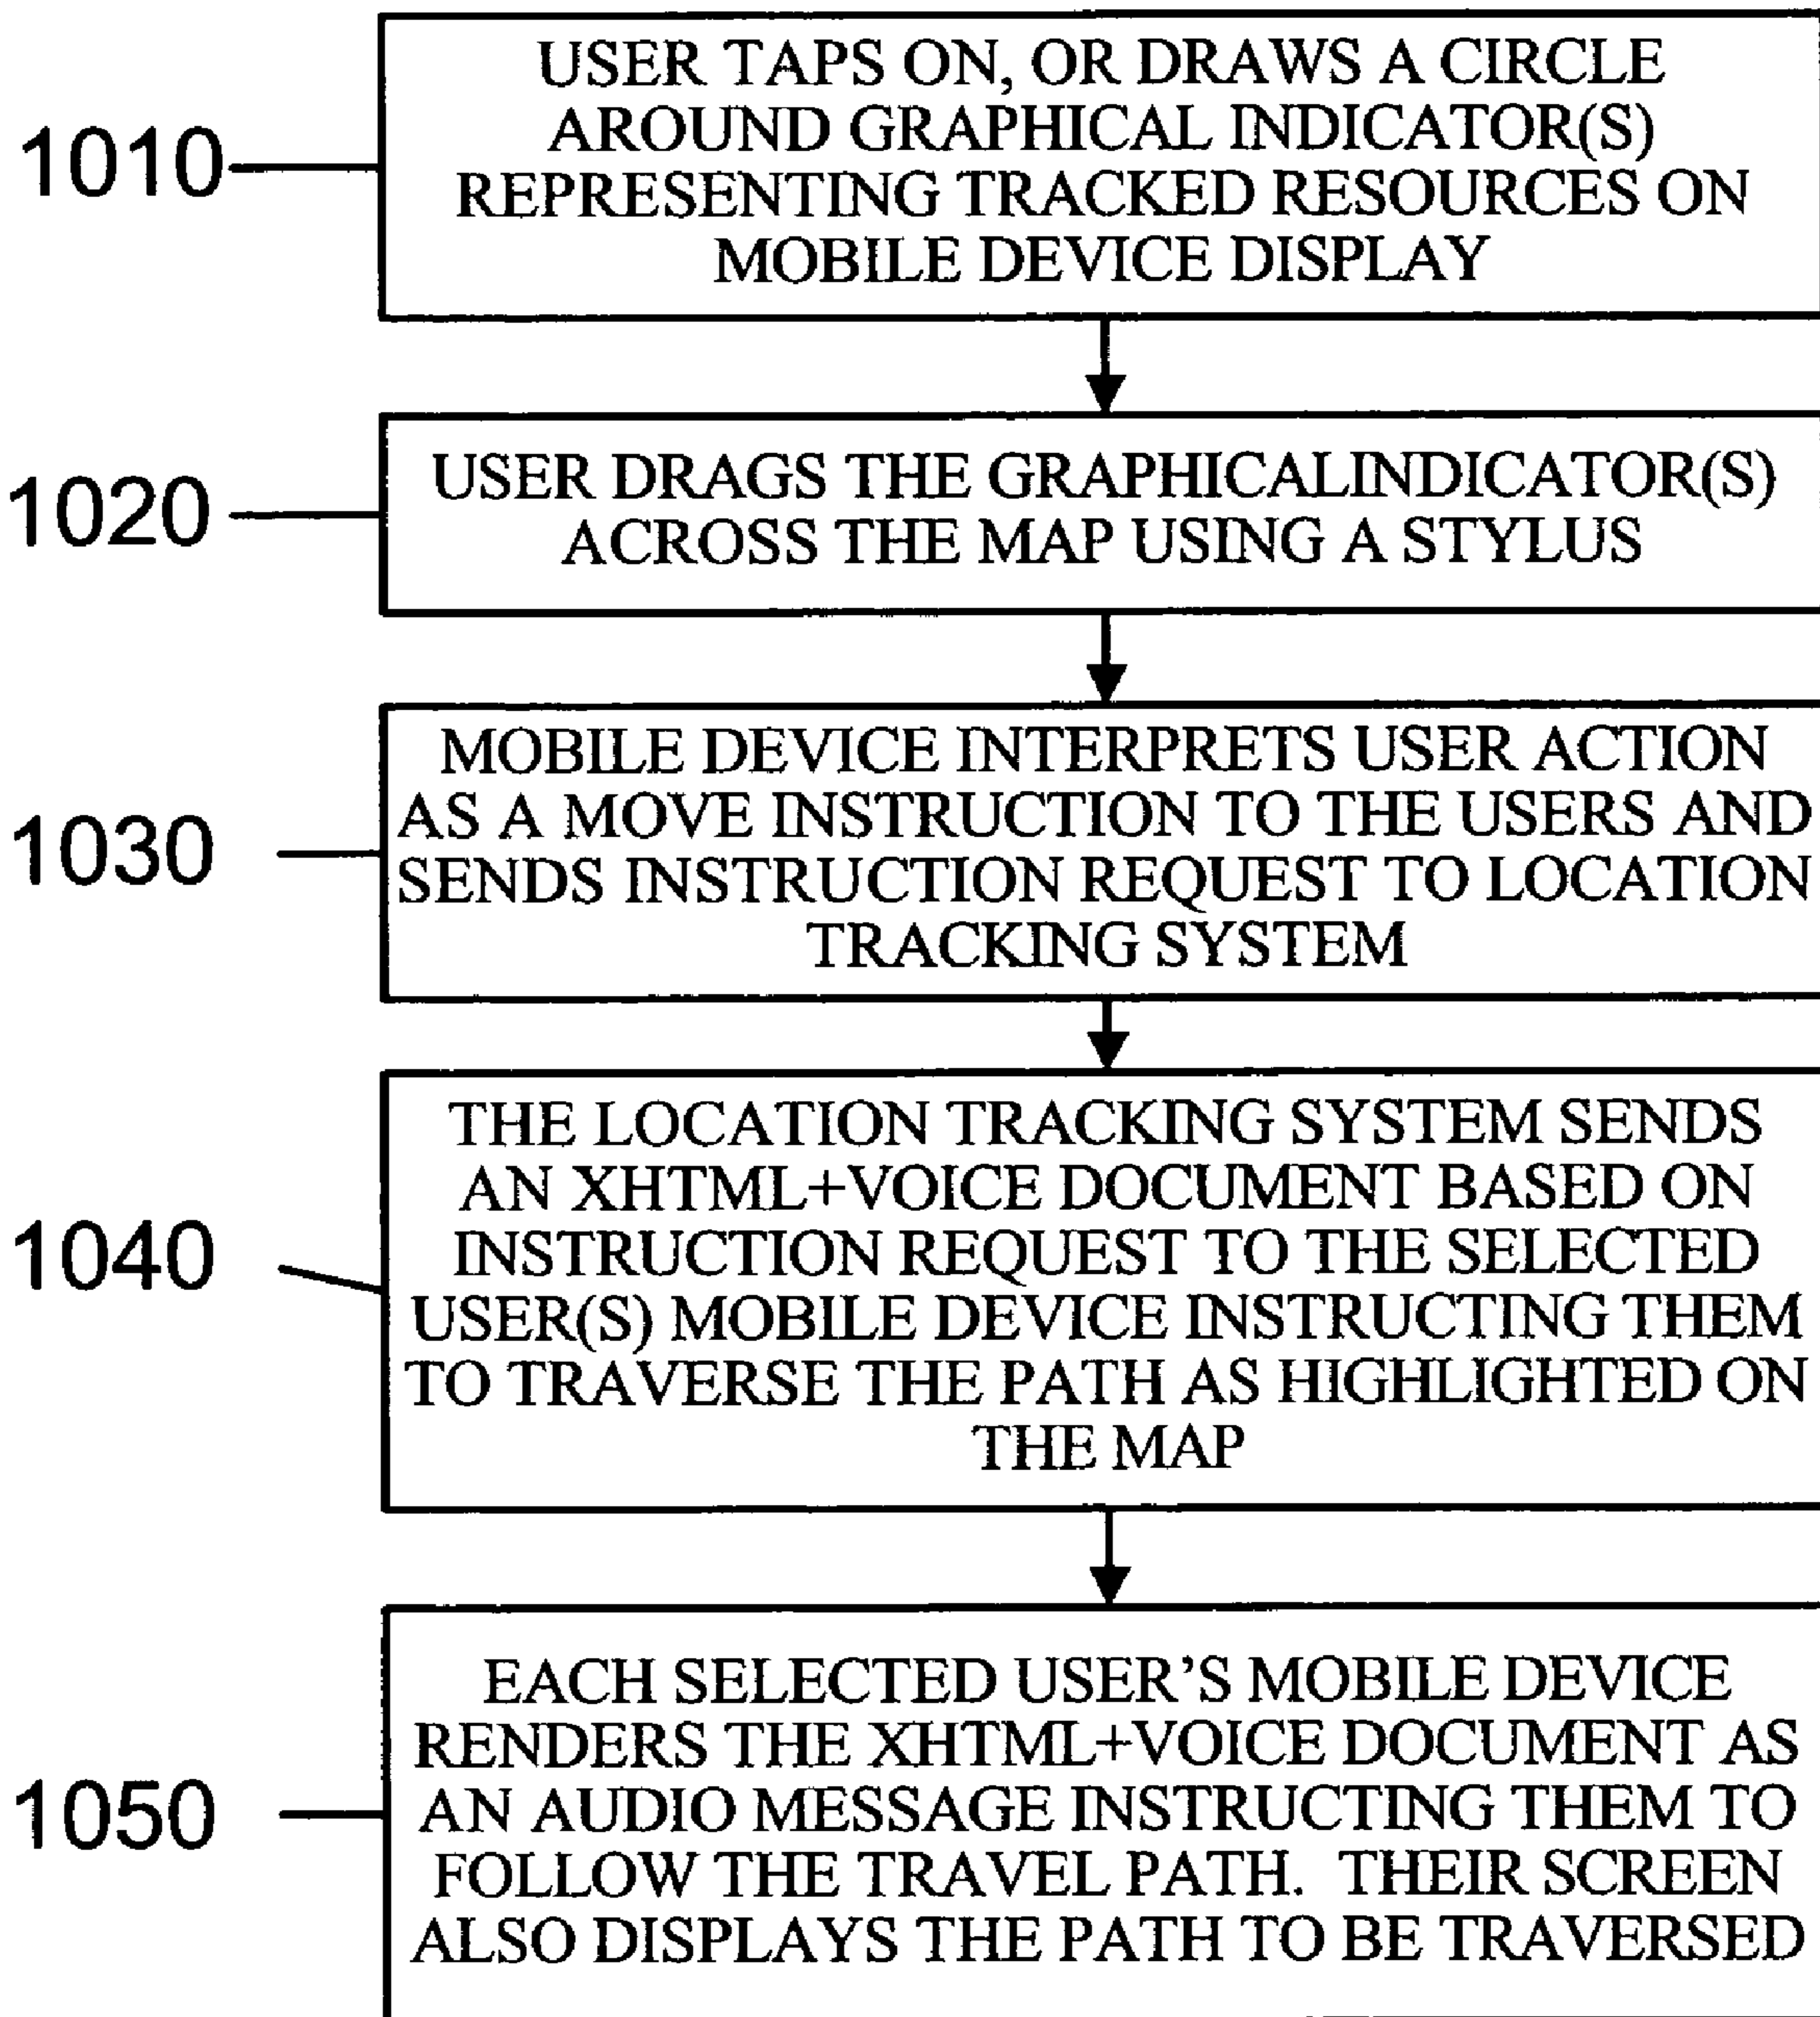 1010
USER TAPS ON, OR DRAWS A CIRCLE
AROUND GRAPHICAL INDICATOR(S)
REPRESENTING TRACKED RESOURCES ON
MOBILE DEVICE DISPLAY
1020
USER DRAGS THE GRAPHICALINDICATOR(S)
ACROSS THE MAP USING A STYLUS
1030
MOBILE DEVICE INTERPRETS USER ACTION
AS A MOVE INSTRUCTION TO THE USERS AND
SENDS INSTRUCTION REQUEST TO LOCATION
TRACKING SYSTEM
1040
THE LOCATION TRACKING SYSTEM SENDS
AN XHTML+VOICE DOCUMENT BASED ON
INSTRUCTION REQUEST TO THE SELECTED
USER(S) MOBILE DEVICE INSTRUCTING THEM
TO TRAVERSE THE PATH AS HIGHLIGHTED ON
THE MAP
1050
EACH SELECTED USER’S MOBILE DEVICE
RENDERS THE XHTML+VOICE DOCUMENT AS
AN AUDIO MESSAGE INSTRUCTING THEM TO
FOLLOW THE TRAVEL PATH. THEIR SCREEN
ALSO DISPLAYS THE PATH TO BE TRAVERSED